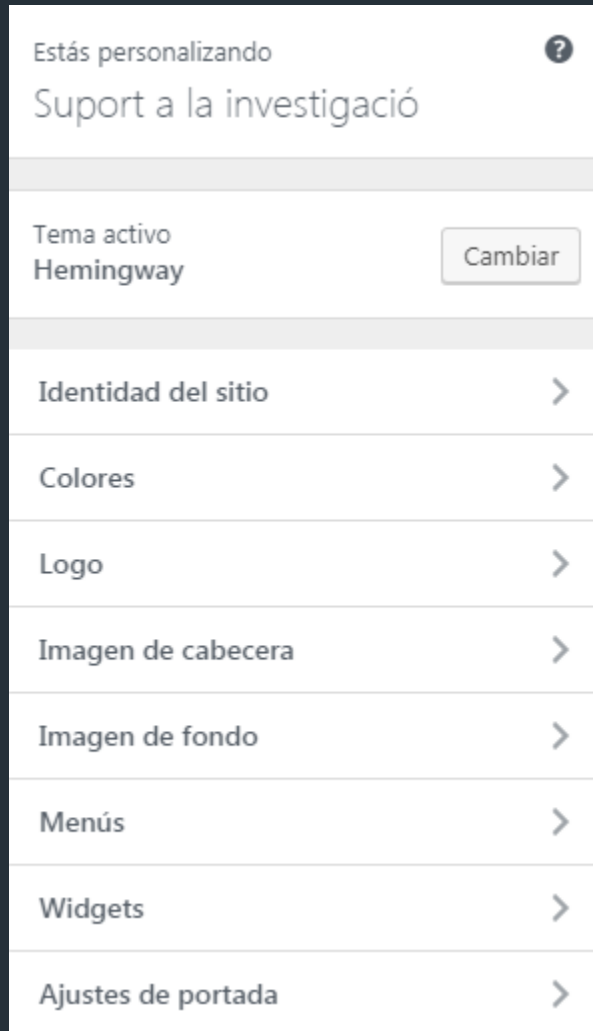 Estás personalizando
Suport a la investigació
Tema activo
Hemingway
Cambiar
Identidad del sitio
Colores
Logo
Imagen de cabecera
Imagen de fondo
Menús
Widgets
Ajustes de portada